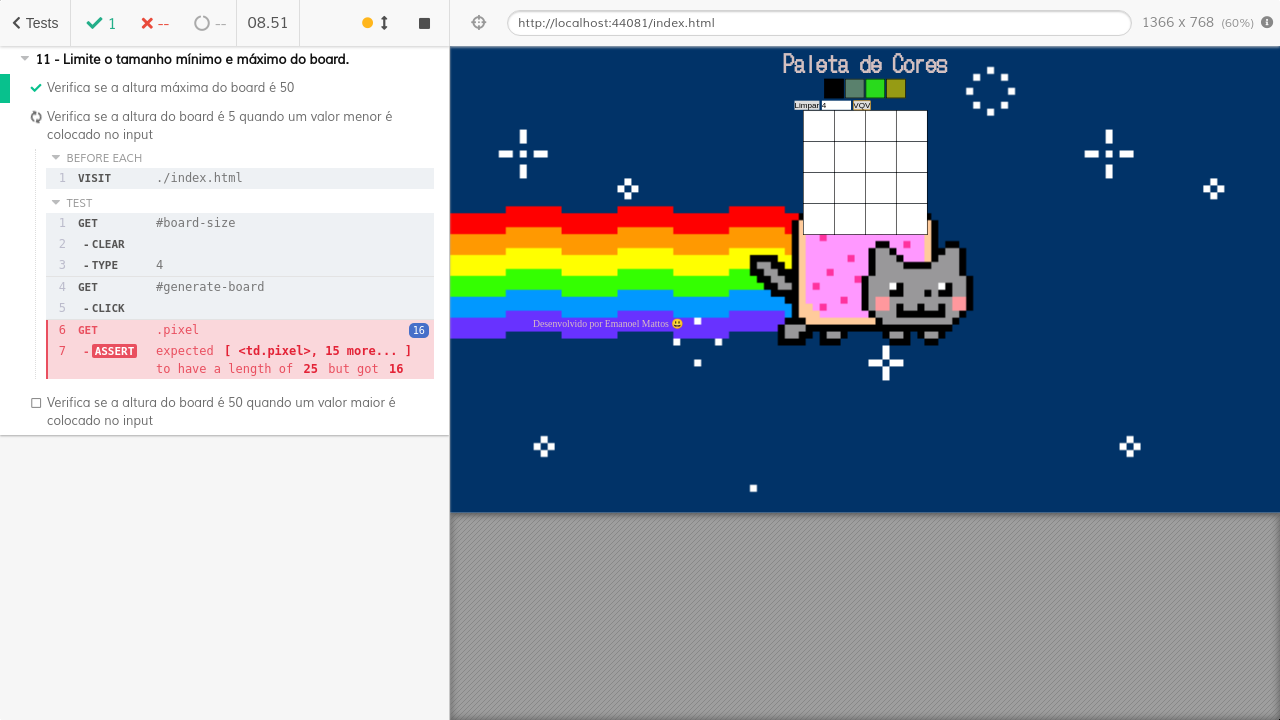 Tests
1
--
--
08.51
http://localhost:44081/index.html
1366 x 768 (60%)
11 - Limite o tamanho mínimo e máximo do board.
Verifica se a altura máxima do board é 50
Verifica se a altura do board é 5 quando um valor menor é
colocado no input
BEFORE EACH
1 VISIT ./index.html
TEST
1 GET #board-size
2 -CLEAR
3 -TYPE 4
4 GET #generate-board
5 -CLICK
6 GET .pixel 16
7 -ASSERT expected [ <td.pixel>, 15 more... ]
to have a length of 25 but got 16
Verifica se a altura do board é 50 quando um valor maior é
colocado no input
Paleta de Cores
Limpar 4 VQV
Desenvolvido por Emanoel Mattos 😃